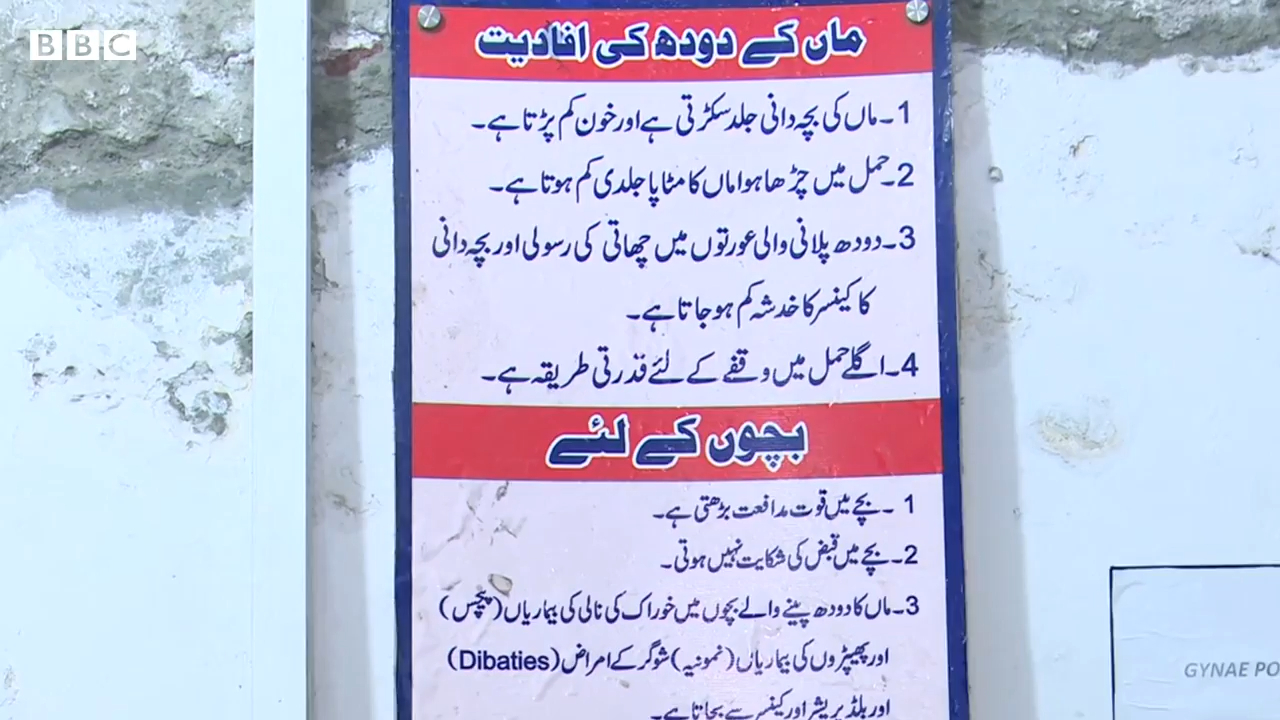 BBC
ماں کے دودھ کی افادیت
1۔ماں کی بچہ دانی جلد سکڑتی ہے اور خون کم پڑتا ہے۔
2۔حمل میں چڑھا ہوا ماں کا مٹاپا جلدی کم ہوتا ہے۔
3۔دودھ پلانی والی عورتوں میں چھاتی کی رسولی اور بچہ دانی
کا کینسر کا خدشہ کم ہو جاتا ہے۔
4۔اگلے حمل میں وقفے کے لئے قدرتی طریقہ ہے۔
بچوں کے لئے
1 ۔بچے میں قوت مدافعت بڑھتی ہے۔
2۔بچے میں قبض کی شکایت نہیں ہوتی۔
3۔ماں کا دودھ پینے والے بچوں میں خوراک کی نالی کی بیماریاں (پیچس)
اور پھیپڑوں کی بیماریاں (نمونیہ) شوگر کے امراض (Dibaties)
اور بلڈ پریشر اور کینسر سے بچاتا ہے۔
GYNAE PO